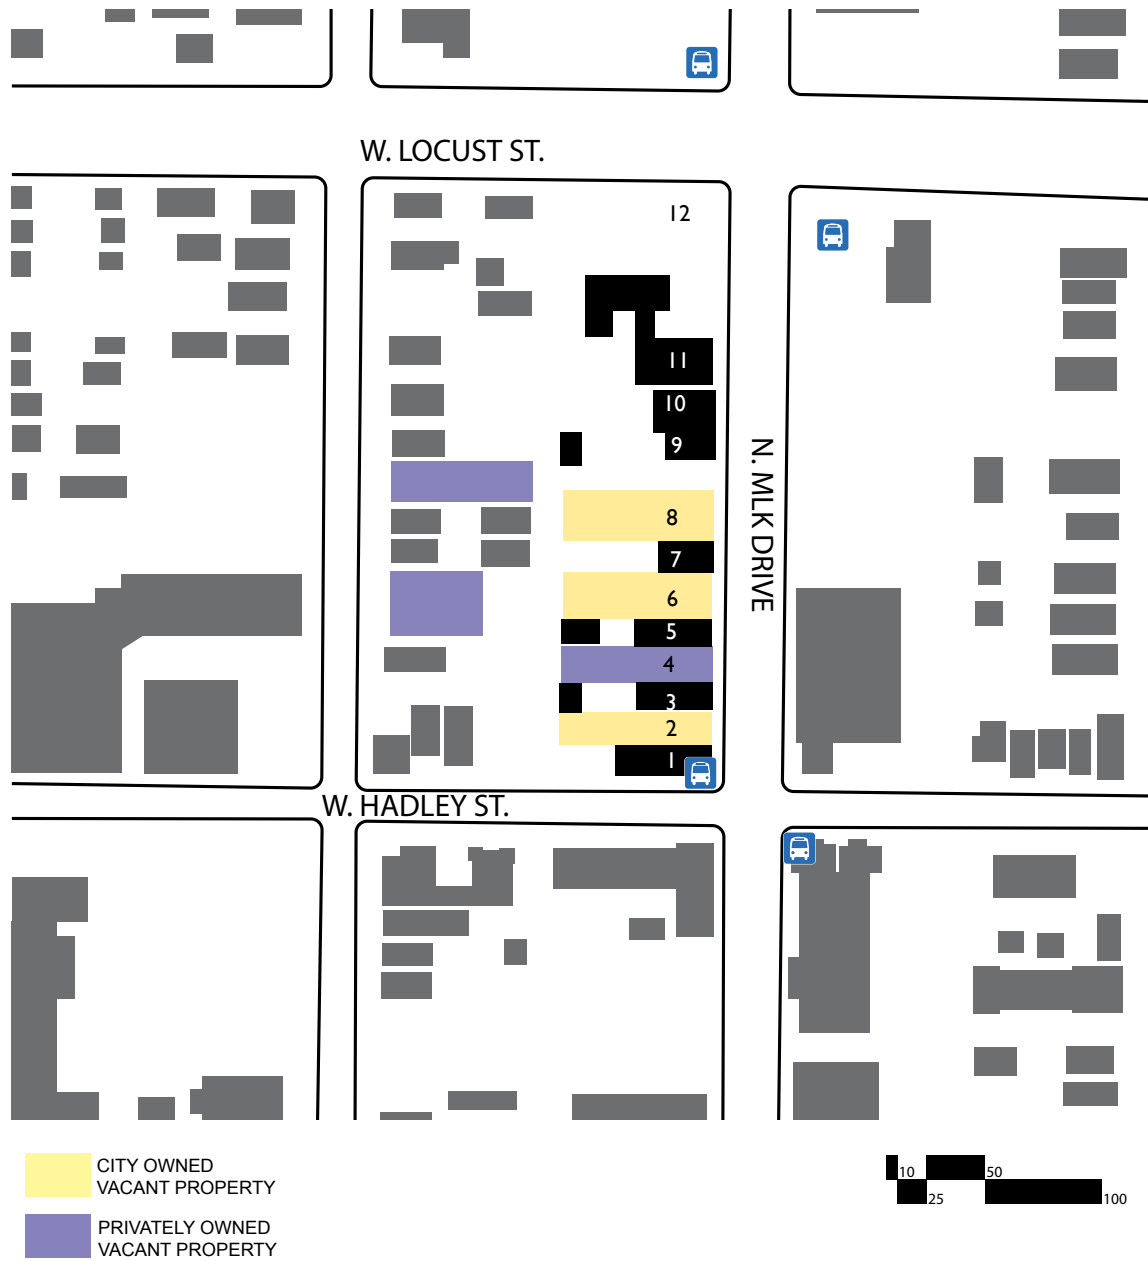 W. LOCUST ST.
12
11
10
9
N. MLK DRIVE
8
7
6
5
4
3
2
1
W. HADLEY ST.
CITY OWNED
VACANT PROPERTY
PRIVATELY OWNED
VACANT PROPERTY
10 50
25 100